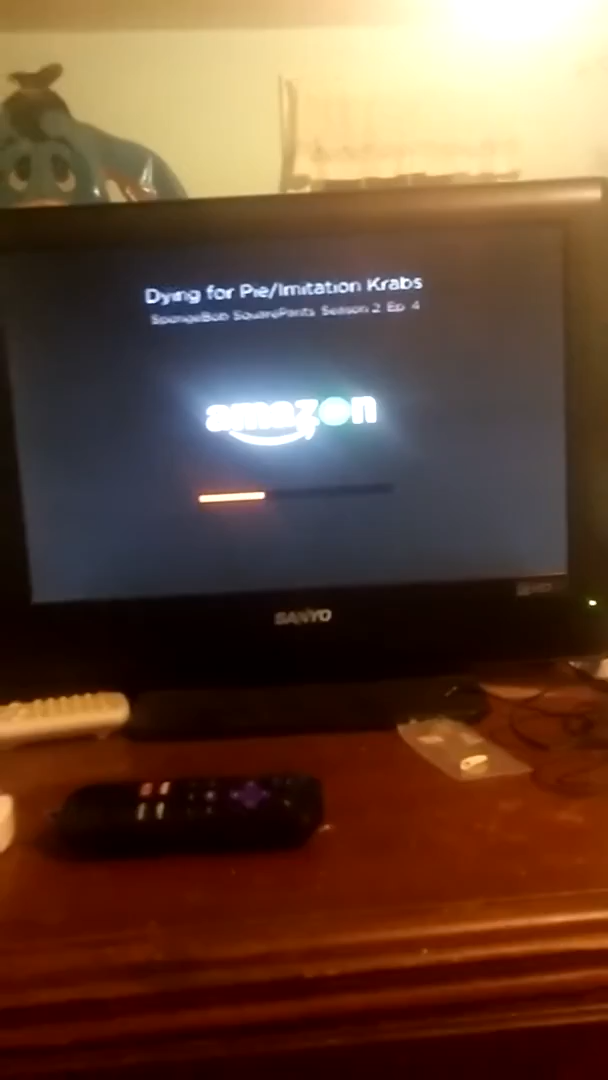 Dying for Pie/Imitation Krabs
SpongeBob SquarePants Season 2 Ep. 4
amazon
SANYO